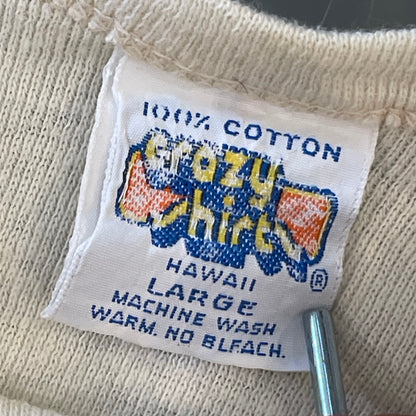 100% COTTON
Crazy
Shirts
HAWAII
®
LARGE
MACHINE WASH
WARM. NO BLEACH.